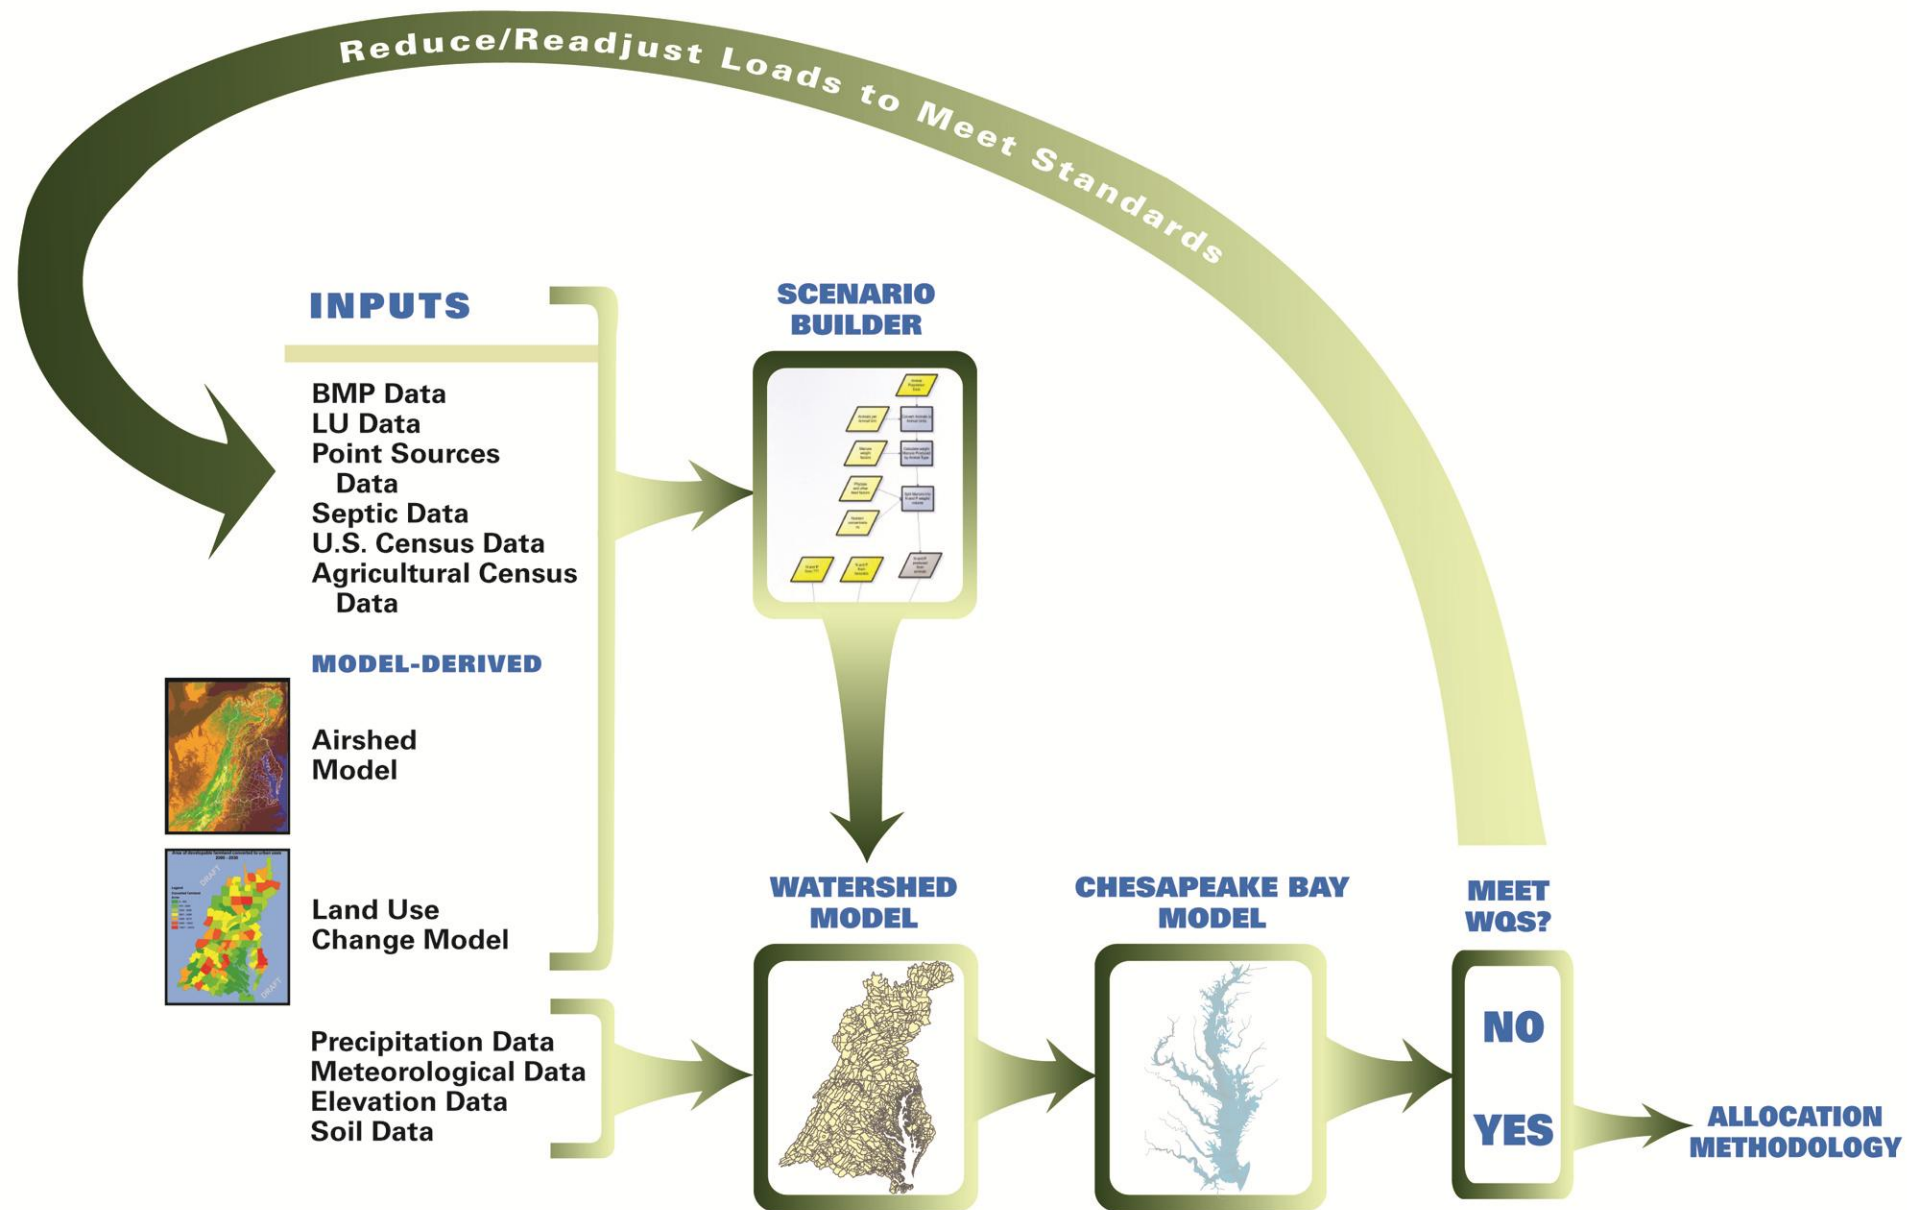 Reduce/Readjust Loads to Meet Standards
INPUTS
BMP Data
LU Data
Point Sources
Data
Septic Data
U.S. Census Data
Agricultural Census
Data
MODEL-DERIVED
Airshed
Model
DRAFT
DRAFT
Land Use
Change Model
Precipitation Data
Meteorological Data
Elevation Data
Soil Data
SCENARIO
BUILDER
WATERSHED
MODEL
CHESAPEAKE BAY
MODEL
MEET
WQS?
NO
YES
ALLOCATION
METHODOLOGY